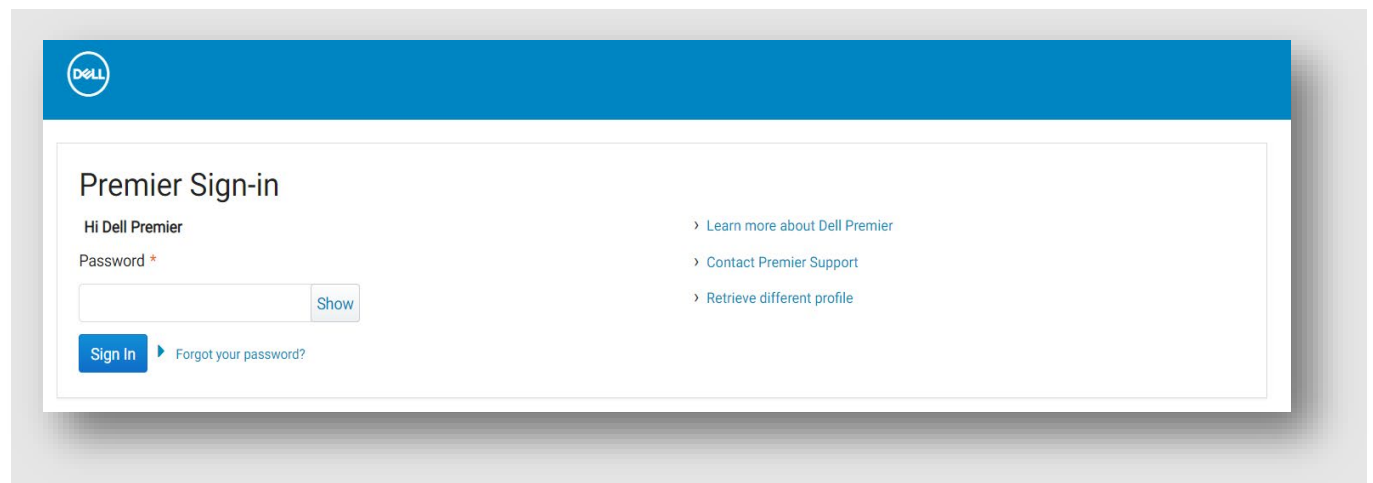 DELL
Premier Sign-in
Hi Dell Premier
Password *
Show
Sign In
Forgot your password?
Learn more about Dell Premier
Contact Premier Support
Retrieve different profile